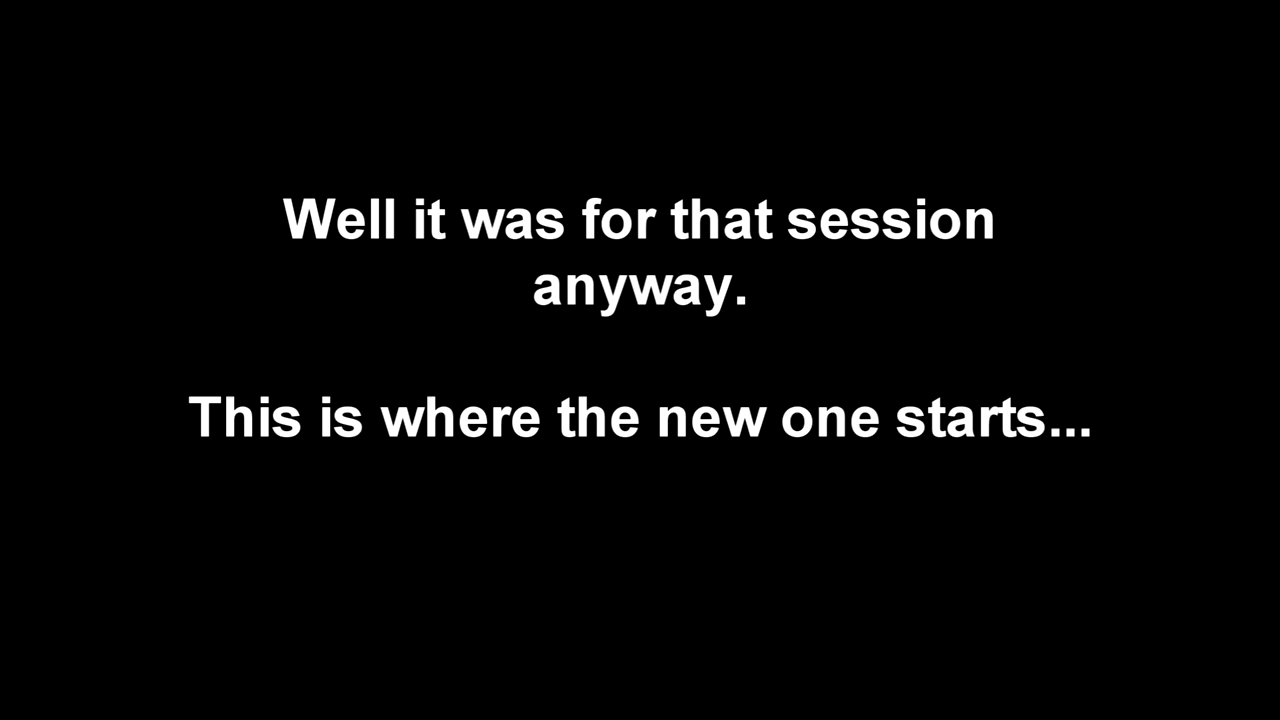 Well it was for that session
anyway.
This is where the new one starts...